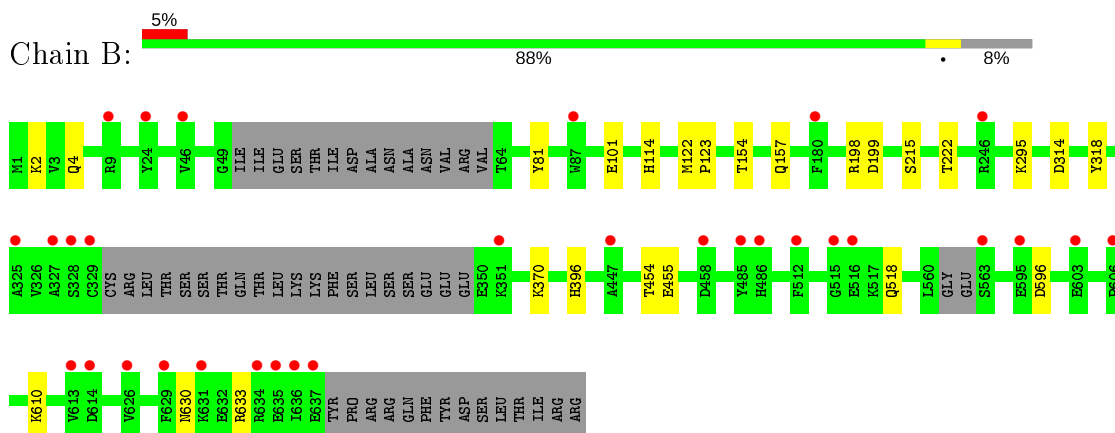 5%
Chain B:
88%
8%
M1 K2 V3 Q4 R9 Y24 V46 G49 ILE ILE GLU SER THR ILE ASP ALA ASN ALA ASN VAL ARG VAL T64 Y81 W87 E101 H114 M122 P123 T154 Q157 F180 R198 D199 S215 T222 R246 K295 D314 Y318
A325 V326 A327 S328 C329 CYS ARG LEU THR SER SER THR GLN THR LEU LYS LYS PHE SER LEU SER SER GLU GLU GLU E350 K351 K370 H396 A447 T454 E455 D458 Y485 H486 F512 G515 E516 K517 Q518 L560 GLY GLU S563 E595 D596 E603
K610 V613 D614 V626 F629 N630 K631 E632 R633 R634 E635 I636 E637 TYR PRO ARG ARG GLN PHE TYR ASP SER LEU THR ILE ARG ARG